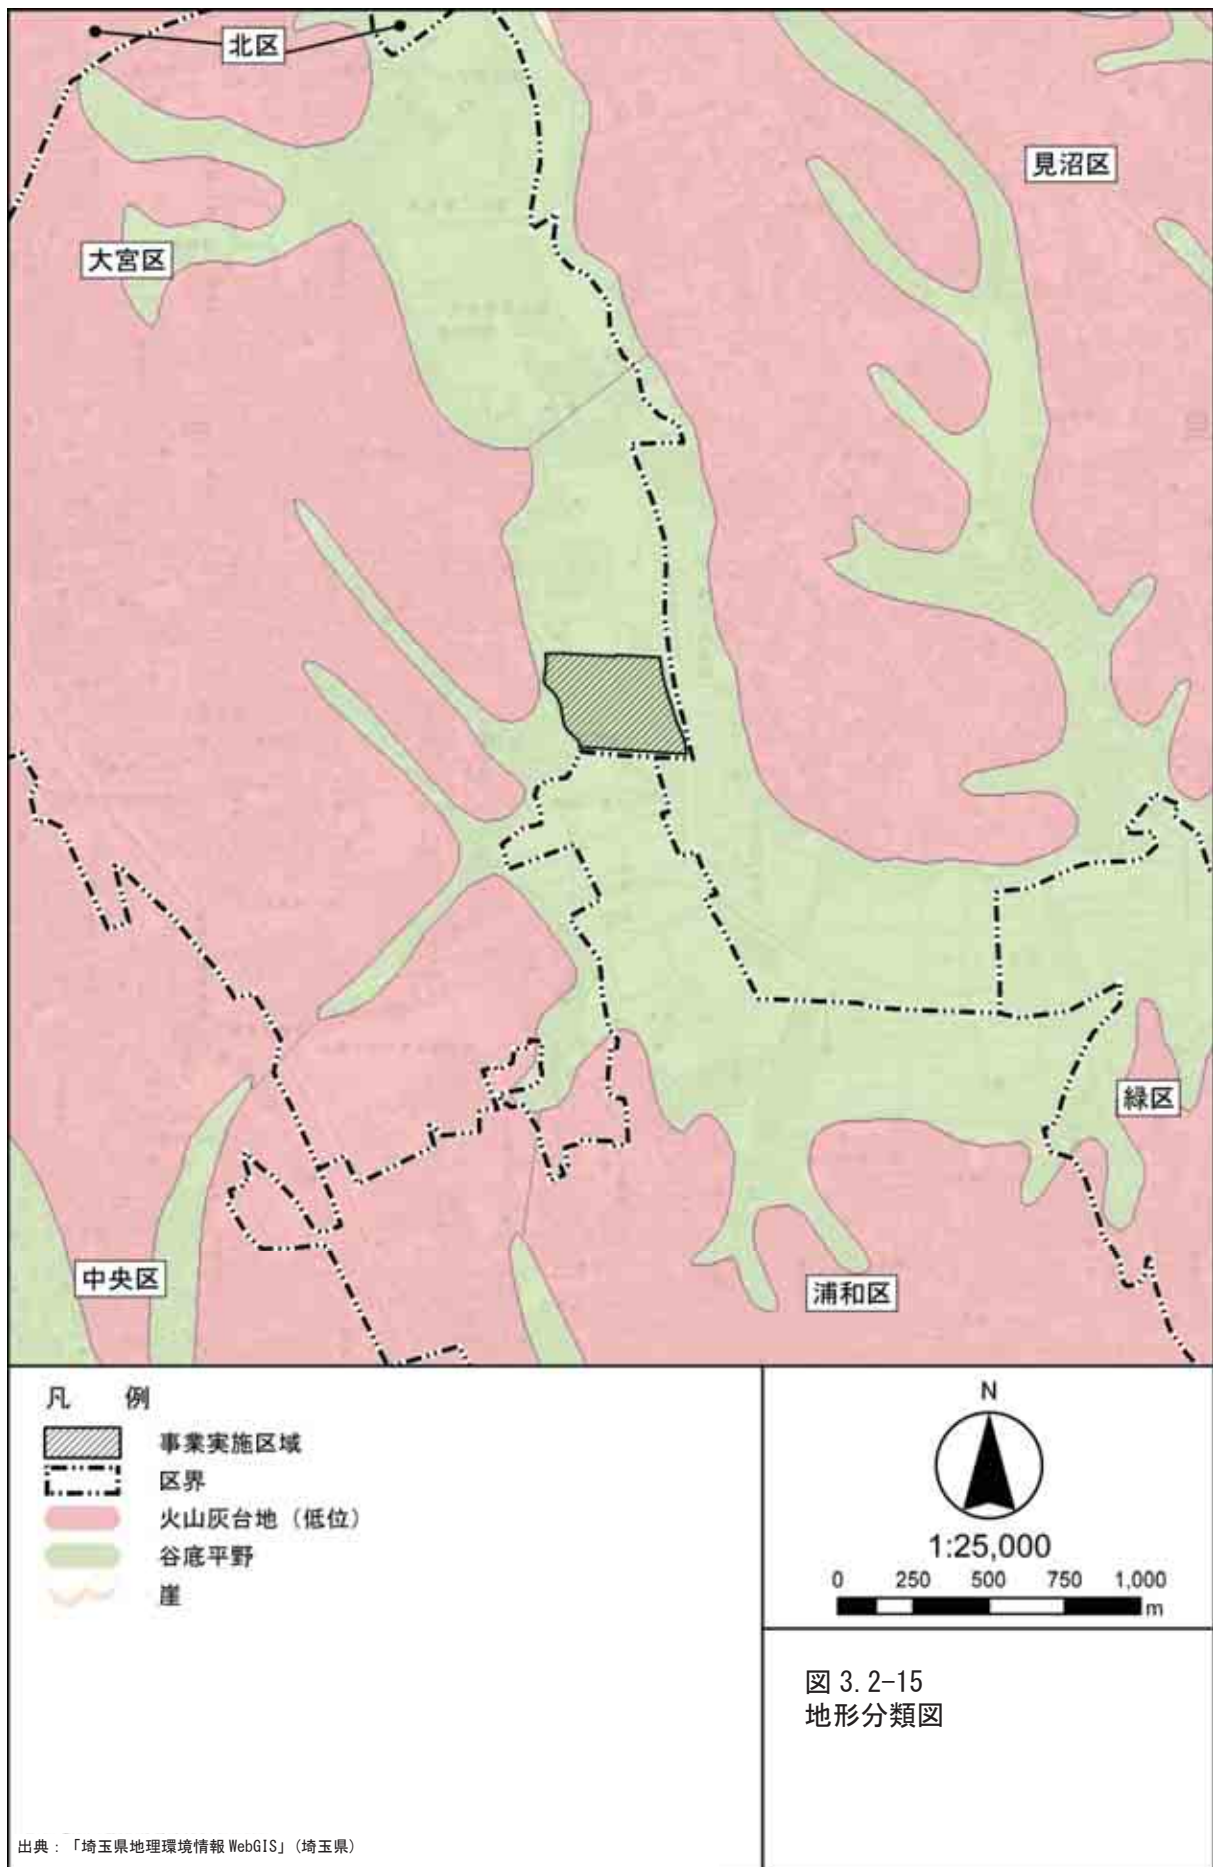 北区
見沼区
大宮区
緑区
中央区
浦和区
凡 例
事業実施区域
区界
火山灰台地（低位）
谷底平野
崖
N
1:25,000
0 250 500 750 1,000
m
図 3.2-15
地形分類図
出典：「埼玉県地理環境情報 WebGIS」（埼玉県）